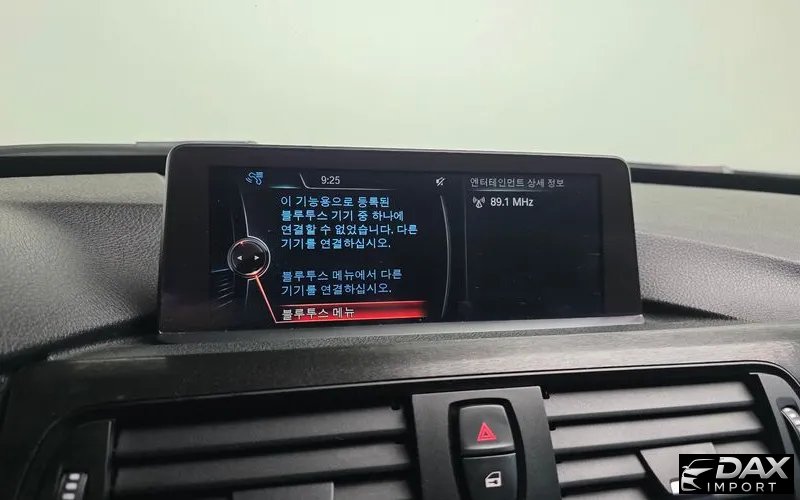 9:25
이 기능용으로 등록된
블루투스 기기 중 하나에
연결할 수 없었습니다. 다른
기기를 연결하십시오.
블루투스 메뉴에서 다른
기기를 연결하십시오.
블루투스 메뉴
엔터테인먼트 상세 정보
89.1 MHz
DAX
IMPORT